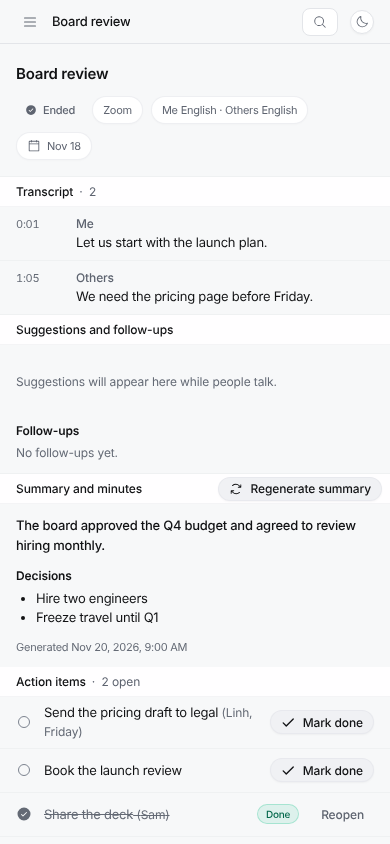 Board review
Board review
Ended
Zoom
Me English · Others English
Nov 18
Transcript · 2
0:01
Me
Let us start with the launch plan.
1:05
Others
We need the pricing page before Friday.
Suggestions and follow-ups
Suggestions will appear here while people talk.
Follow-ups
No follow-ups yet.
Summary and minutes
Regenerate summary
The board approved the Q4 budget and agreed to review
hiring monthly.
Decisions
• Hire two engineers
• Freeze travel until Q1
Generated Nov 20, 2026, 9:00 AM
Action items · 2 open
Send the pricing draft to legal (Linh,
Friday)
Mark done
Book the launch review
Mark done
Share the deck (Sam)
Done
Reopen